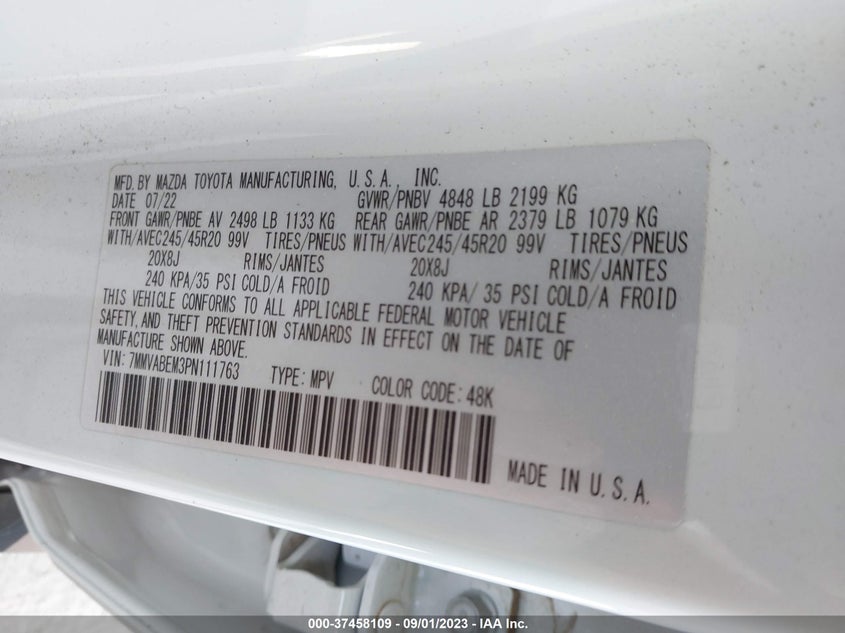 MFD. BY MAZDA TOYOTA MANUFACTURING, U.S.A. INC.
DATE 07/22 GVWR/PNBV 4848 LB 2199 KG
FRONT GAWR/PNBE AV 2498 LB 1133 KG REAR GAWR/PNBE AR 2379 LB 1079 KG
WITH/AVEC245/45R20 99V TIRES/PNEUS WITH/AVEC245/45R20 99V TIRES/PNEUS
20X8J RIMS/JANTES 20X8J RIMS/JANTES
240 KPA/35 PSI COLD/A FROID 240 KPA/ 35 PSI COLD/A FROID
THIS VEHICLE CONFORMS TO ALL APPLICABLE FEDERAL MOTOR VEHICLE
SAFETY, AND THEFT PREVENTION STANDARDS IN EFFECT ON THE DATE OF
MANUFACTURE SHOWN ABOVE.
VIN: 7MMVABEM3PN111763 TYPE: MPV COLOR CODE: 48K
MADE IN U.S.A.
000-37458109 - 09/01/2023 - IAA Inc.